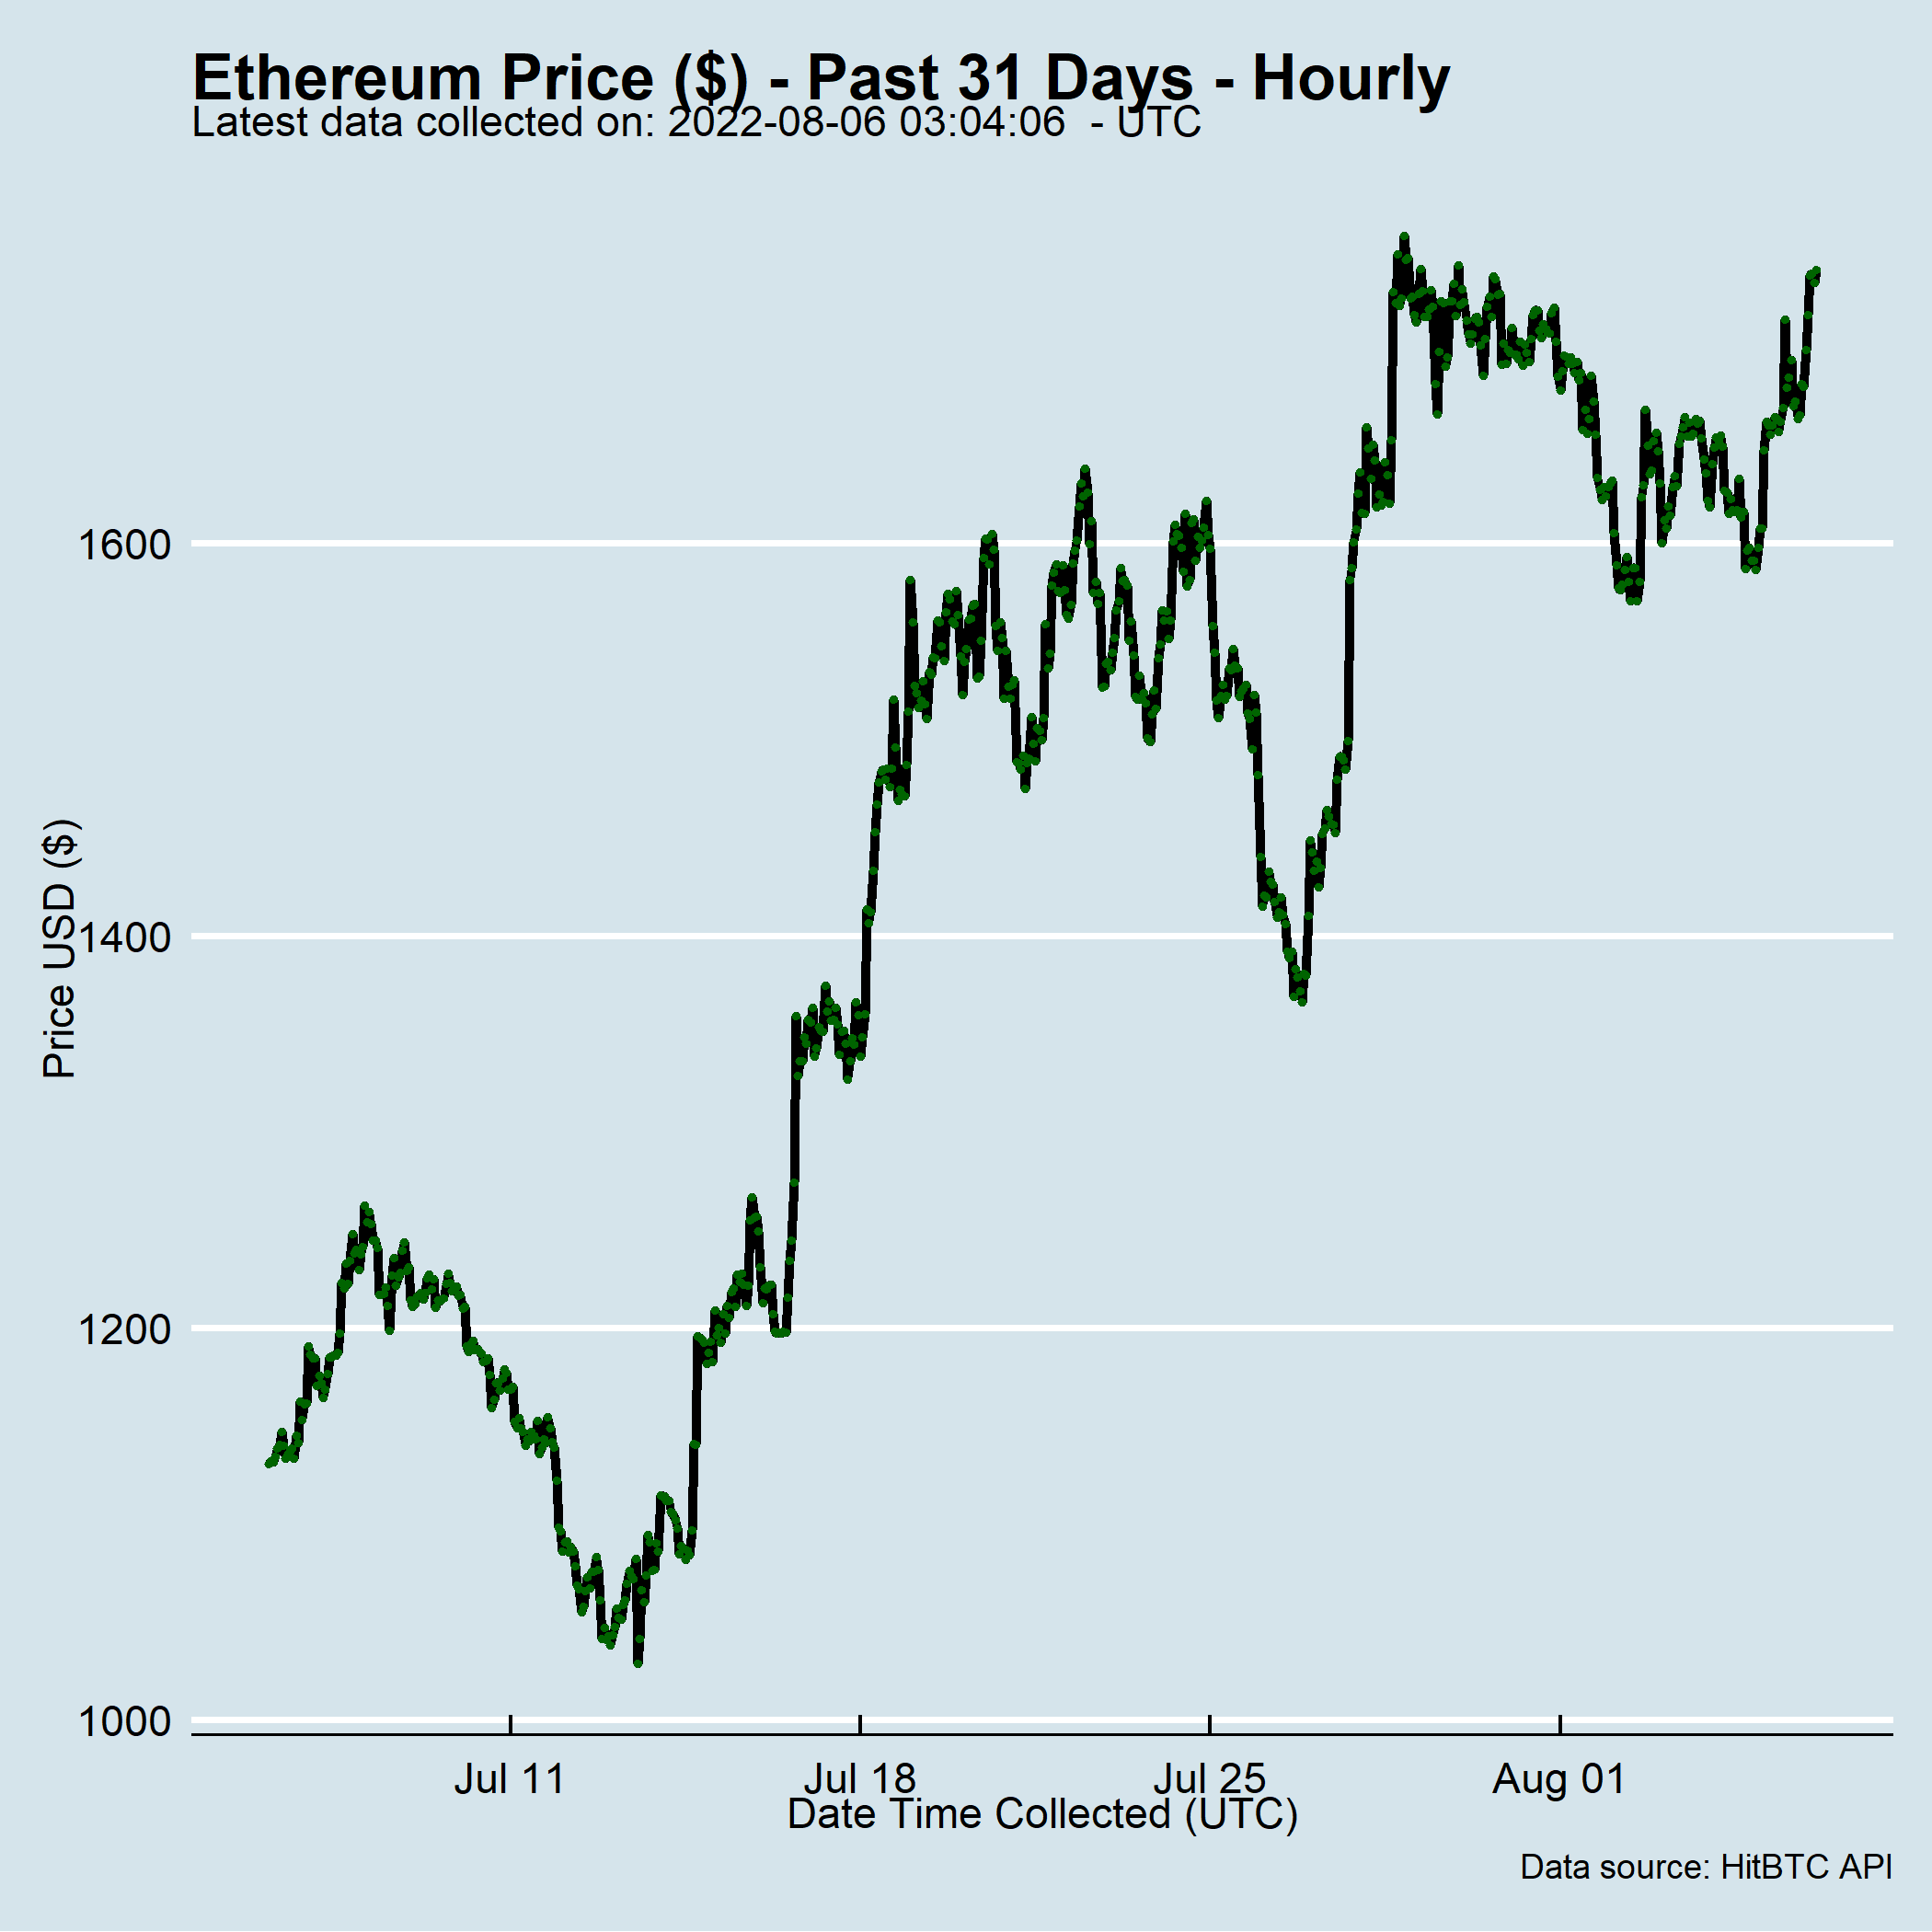 Ethereum Price ($) - Past 31 Days - Hourly
Latest data collected on: 2022-08-06 03:04:06  - UTC
Price USD ($)
1600
1400
1200
1000
Jul 11
Jul 18
Jul 25
Aug 01
Date Time Collected (UTC)
Data source: HitBTC API